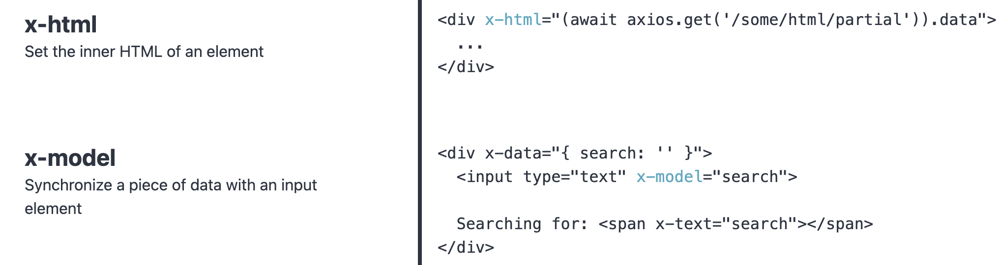 x-html
Set the inner HTML of an element
<div x-html="(await axios.get('/some/html/partial')).data">
  ...
</div>
x-model
Synchronize a piece of data with an input
element
<div x-data="{ search: '' }">
  <input type="text" x-model="search">
  Searching for: <span x-text="search"></span>
</div>